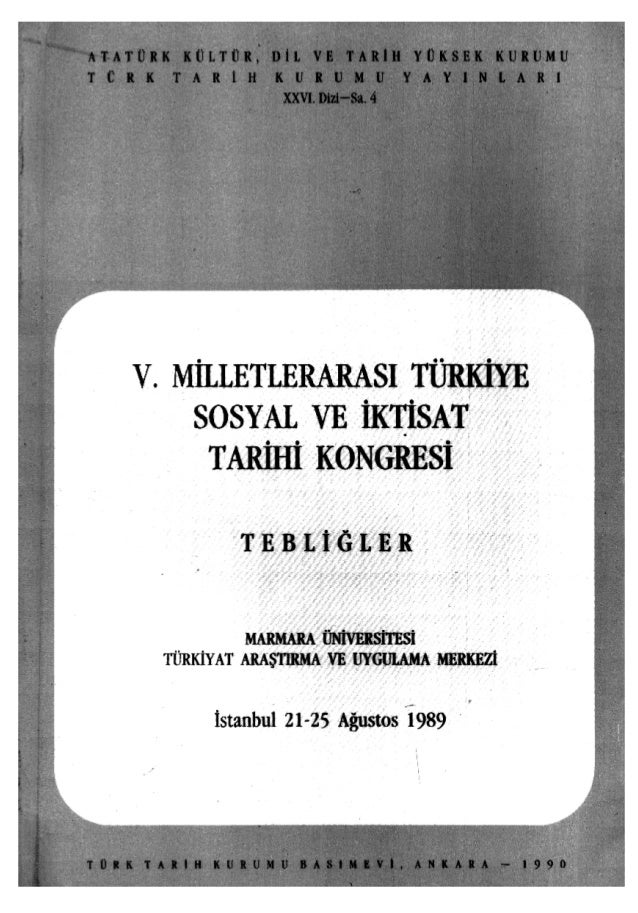 ATATÜRK KÜLTÜR, DİL VE TARİH YÜKSEK KURUMU
TÜRK TARİH KURUMU YAYINLARI
XXVI. Dizi—Sa. 4
V. MİLLETLERARASI TÜRKİYE
SOSYAL VE İKTİSAT
TARİHİ KONGRESİ
TEBLİĞLER
MARMARA ÜNİVERSİTESİ
TÜRKİYAT ARAŞTIRMA VE UYGULAMA MERKEZİ
İstanbul 21-25 Ağustos 1989
TÜRK TARİH KURUMU BASIMEVİ, ANKARA — 1990